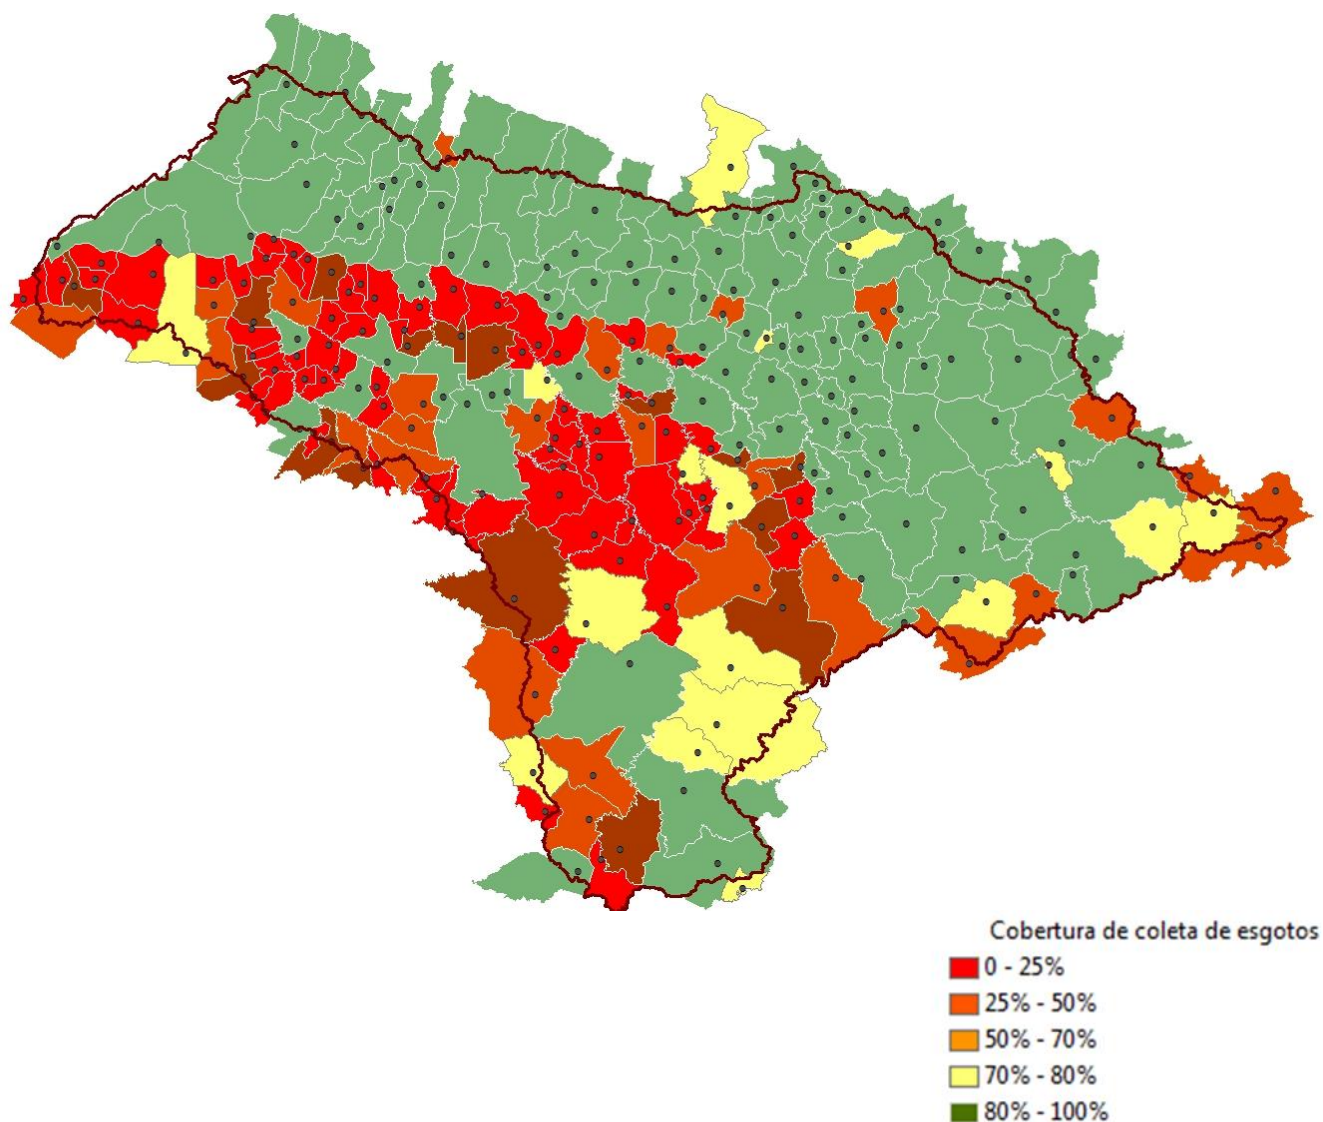 Cobertura de coleta de esgotos
0 - 25%
25% - 50%
50% - 70%
70% - 80%
80% - 100%